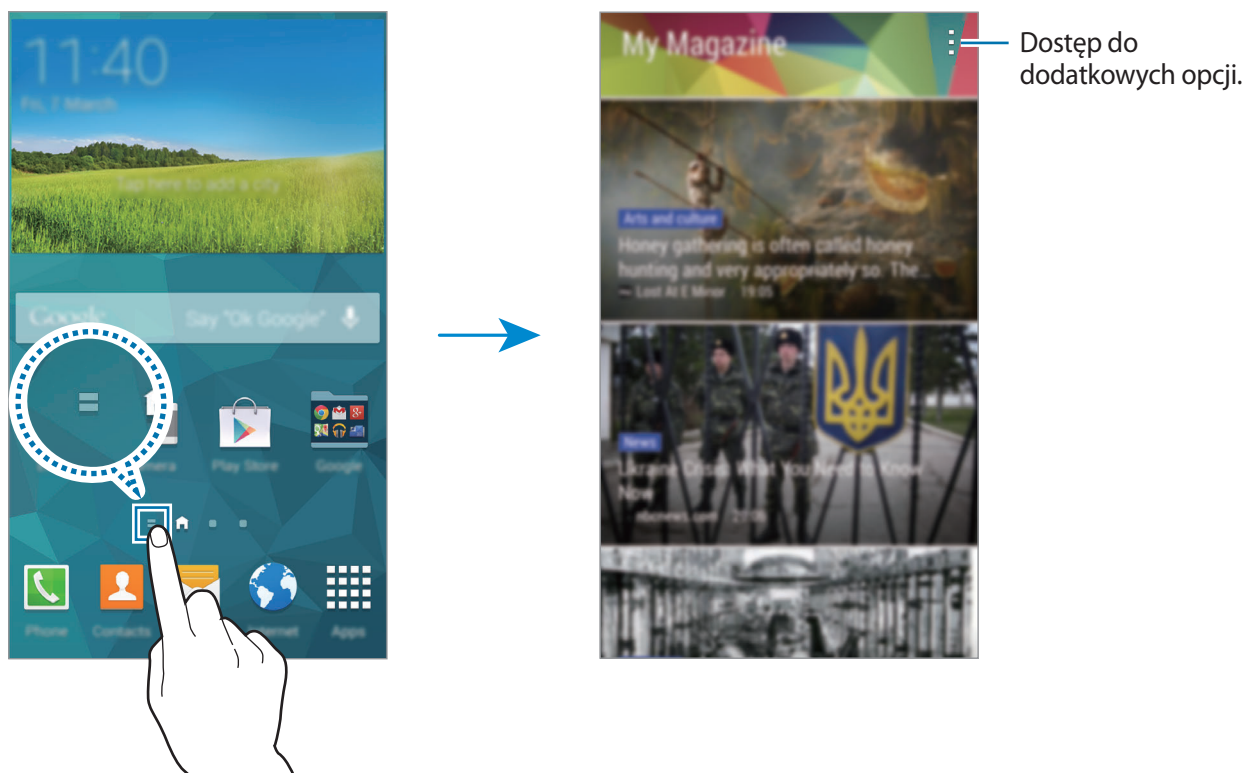 11:40
Fri, 7 March
Tap here to add a city
Google
Say "Ok Google"
Play Store
Google
Phone
Contacts
Apps
My Magazine
Dostęp do
dodatkowych opcji.
Arts and culture
Honey gathering is often called honey
hunting and very appropriately so. The...
Lost At E Minor 19:05
News
Ukraine Crisis: What You Need to Know
Now
nbcnews.com